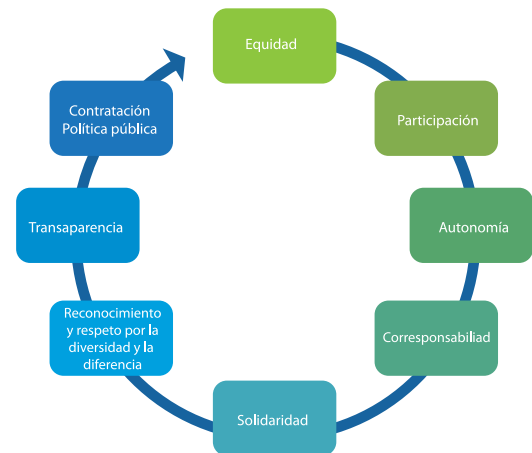 Equidad
Participación
Autonomía
Corresponsabiliad
Solidaridad
Reconocimiento
y respeto por la
diversidad y la
diferencia
Transaparencia
Contratación
Política pública